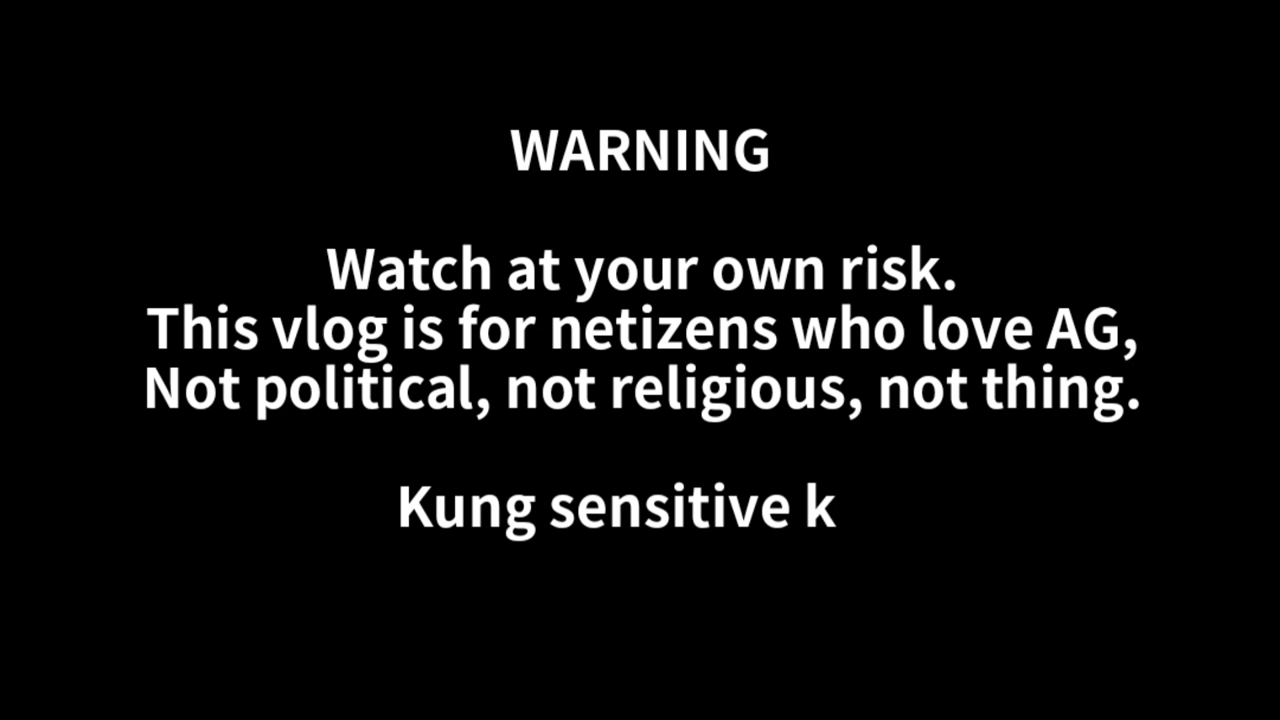 WARNING
Watch at your own risk.
This vlog is for netizens who love AG,
Not political, not religious, not thing.
Kung sensitive k